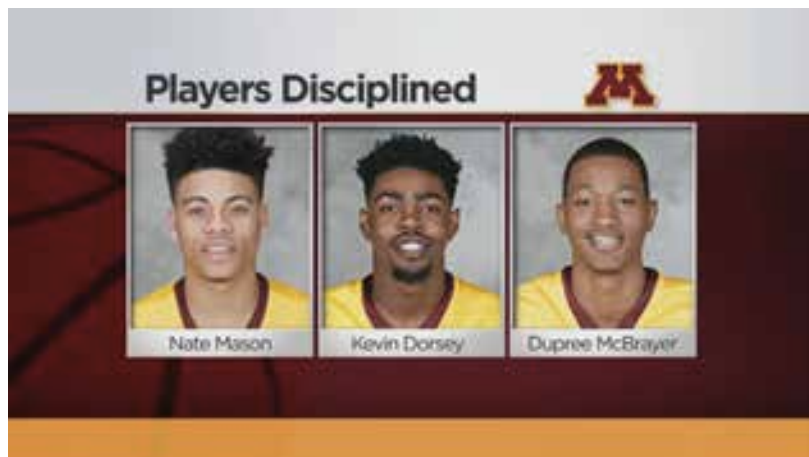 Players Disciplined
M
Nate Mason
Kevin Dorsey
Dupree McBrayer